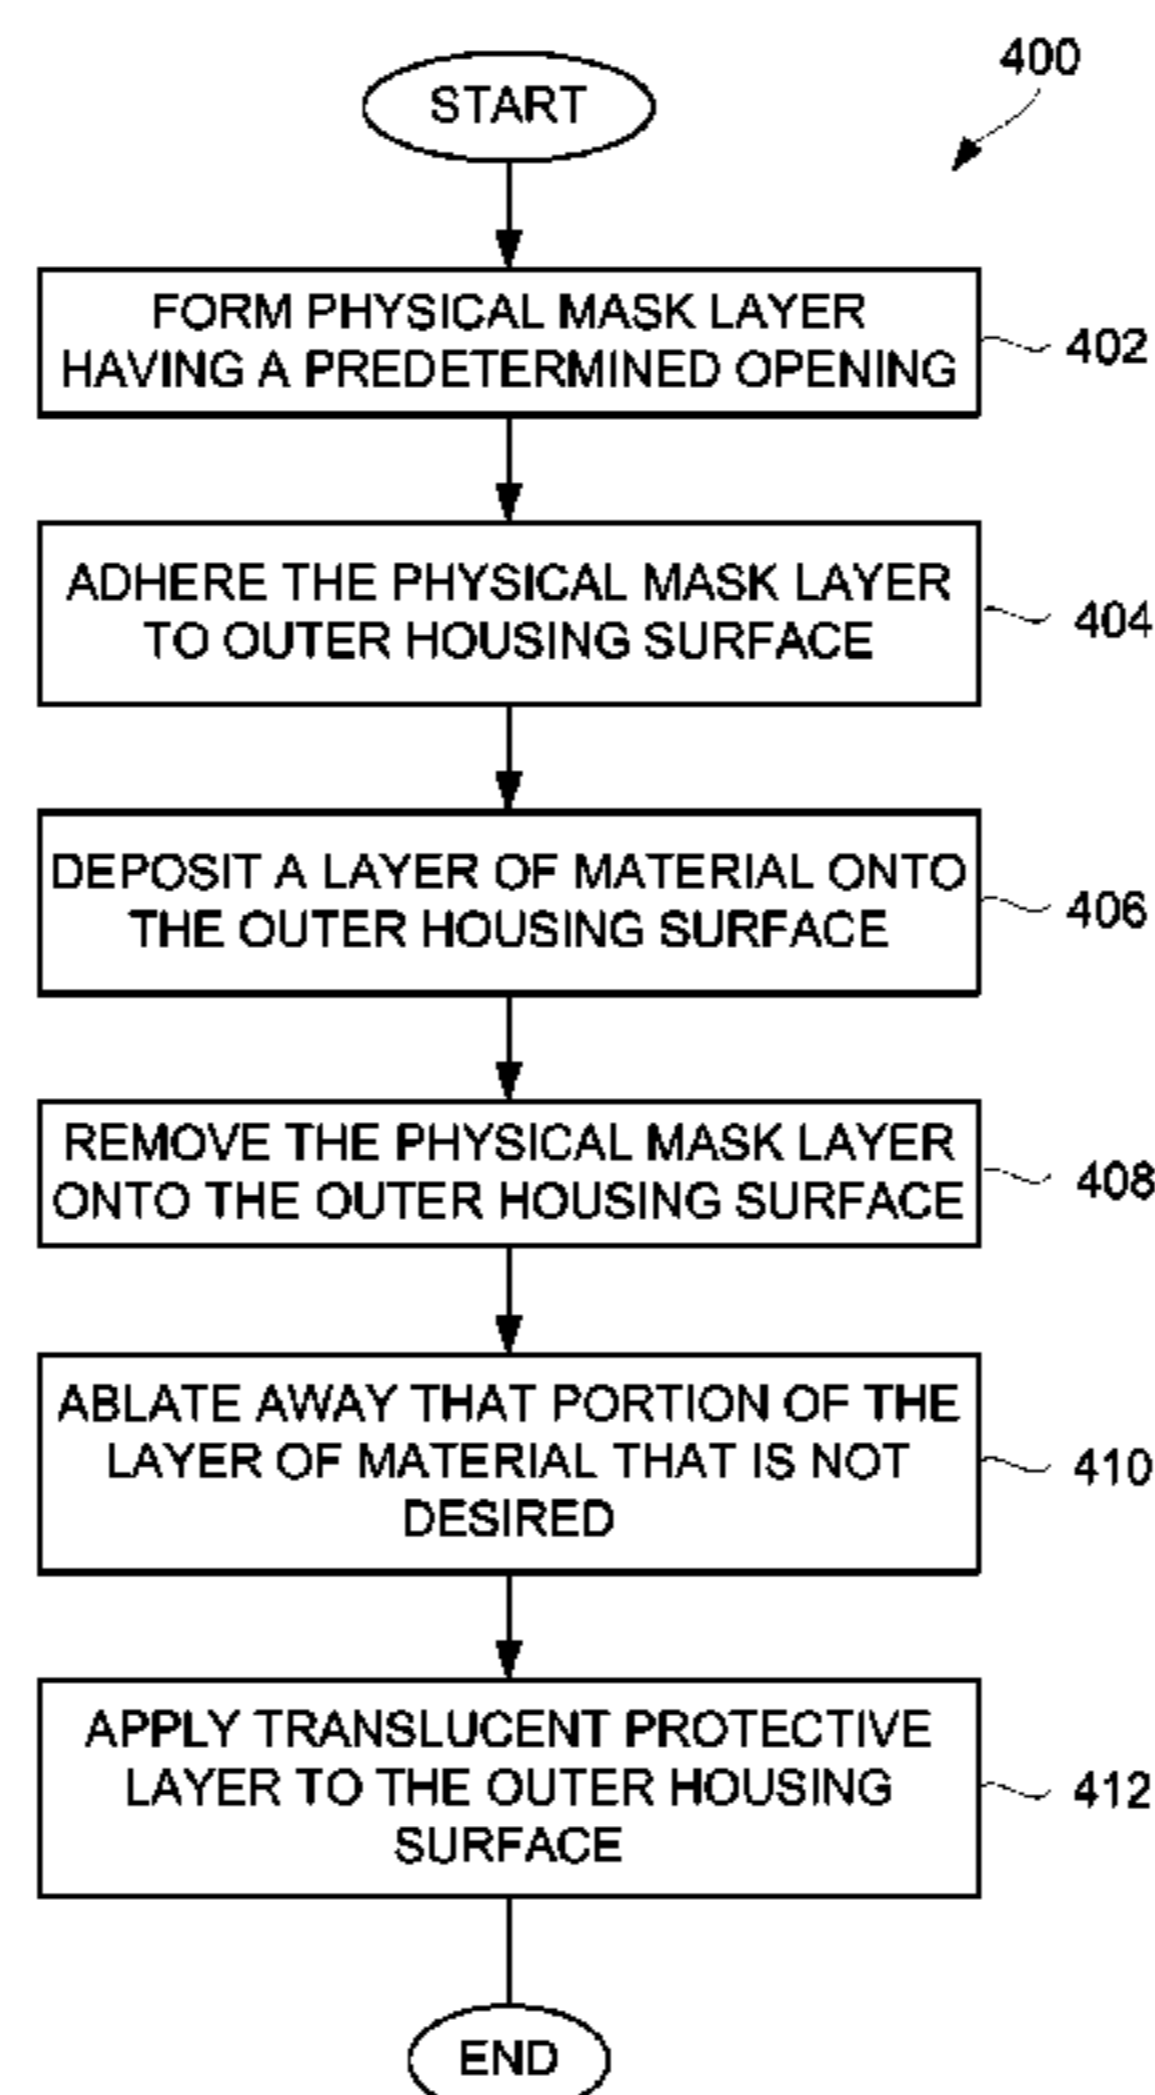 400
START
FORM PHYSICAL MASK LAYER
HAVING A PREDETERMINED OPENING
402
ADHERE THE PHYSICAL MASK LAYER
TO OUTER HOUSING SURFACE
404
DEPOSIT A LAYER OF MATERIAL ONTO
THE OUTER HOUSING SURFACE
406
REMOVE THE PHYSICAL MASK LAYER
ONTO THE OUTER HOUSING SURFACE
408
ABLATE AWAY THAT PORTION OF THE
LAYER OF MATERIAL THAT IS NOT
DESIRED
410
APPLY TRANSLUCENT PROTECTIVE
LAYER TO THE OUTER HOUSING
SURFACE
412
END